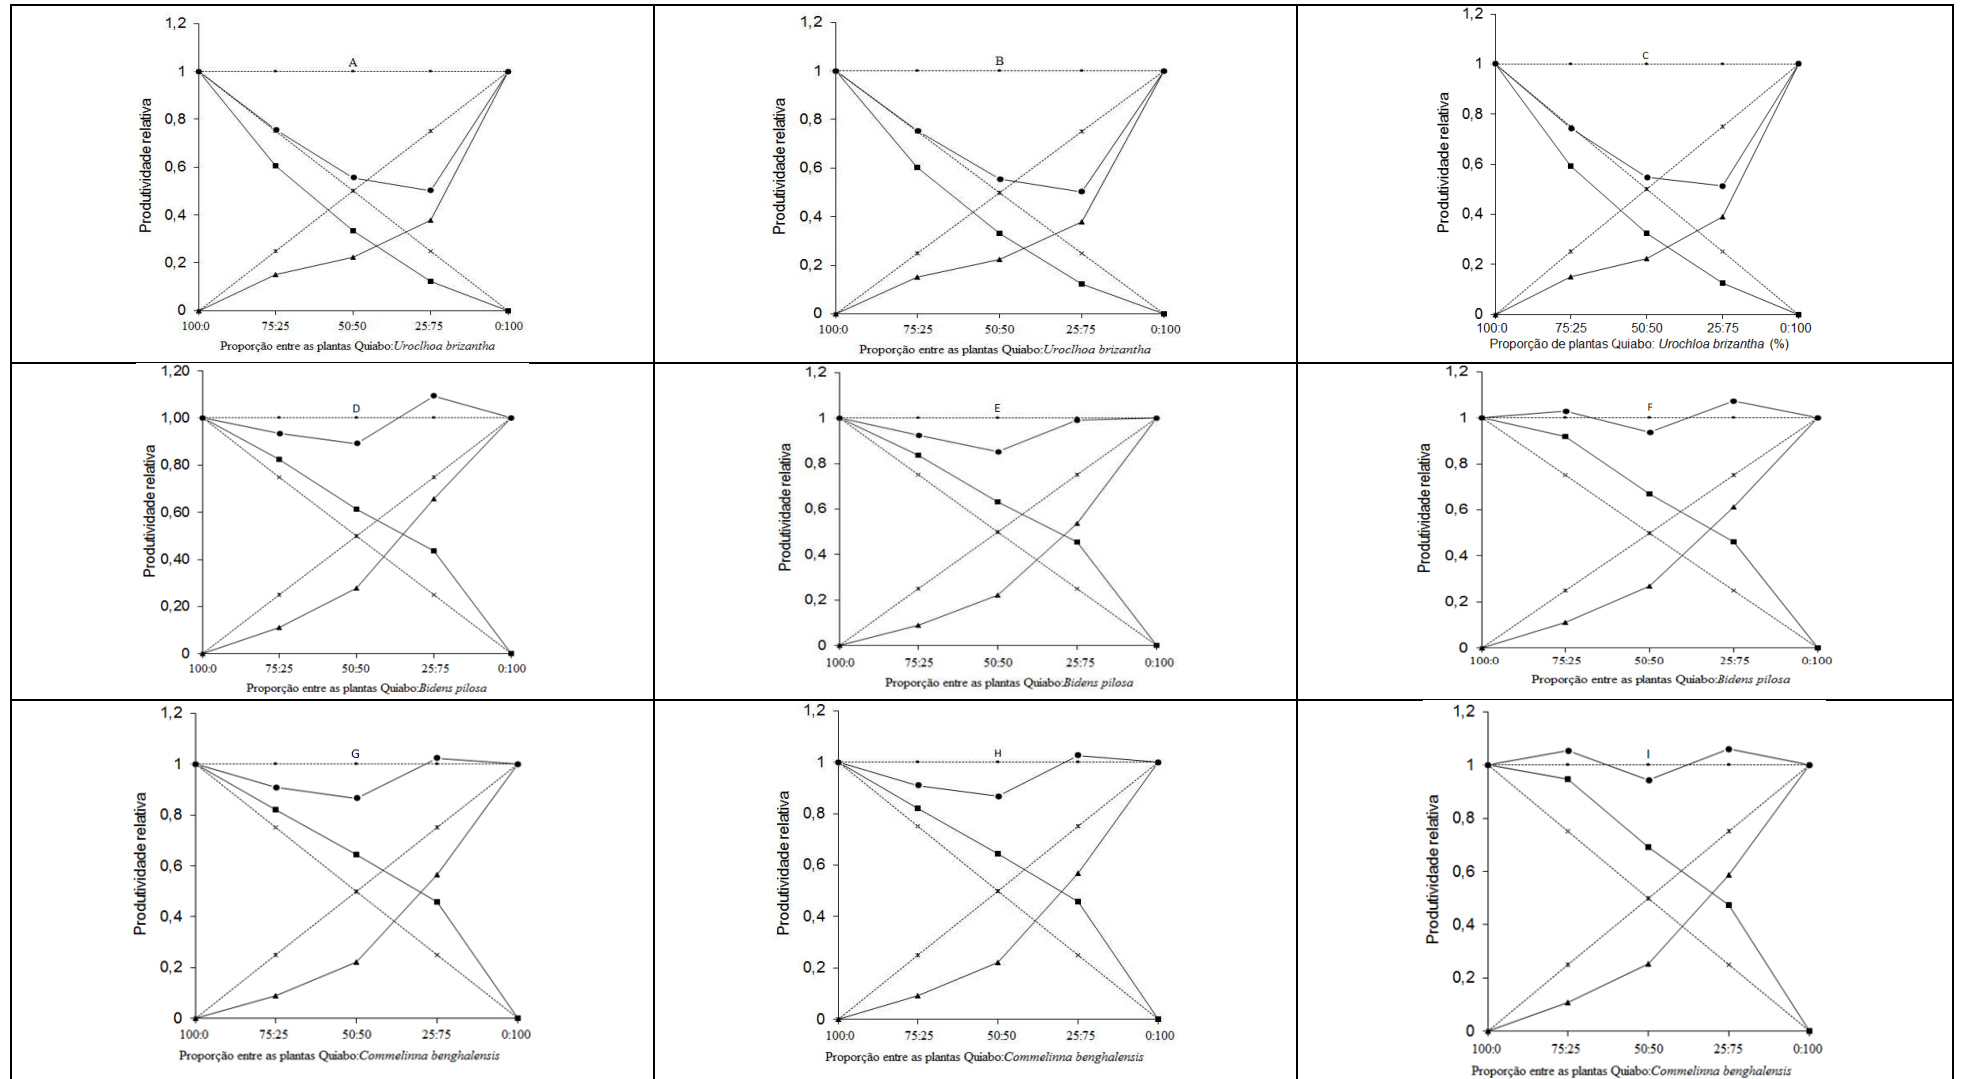 1,2
A
1
0,8
0,6
0,4
0,2
0
Produtividade relativa
100:0 75:25 50:50 25:75 0:100
Proporção entre as plantas Quiabo:Uroclhoa brizantha
1,2
B
1
0,8
0,6
0,4
0,2
0
Produtividade relativa
100:0 75:25 50:50 25:75 0:100
Proporção entre as plantas Quiabo:Uroclhoa brizantha
1,2
C
1
0,8
0,6
0,4
0,2
0
Produtividade relativa
100:0 75:25 50:50 25:75 0:100
Proporção de plantas Quiabo: Urochloa brizantha (%)
1,20
D
1,00
0,80
0,60
0,40
0,20
0
Produtividade relativa
100:0 75:25 50:50 25:75 0:100
Proporção entre as plantas Quiabo:Bidens pilosa
1,2
E
1
0,8
0,6
0,4
0,2
0
Produtividade relativa
100:0 75:25 50:50 25:75 0:100
Proporção entre as plantas Quiabo:Bidens pilosa
1,2
F
1
0,8
0,6
0,4
0,2
0
Produtividade relativa
100:0 75:25 50:50 25:75 0:100
Proporção entre as plantas Quiabo:Bidens pilosa
1,2
G
1
0,8
0,6
0,4
0,2
0
Produtividade relativa
100:0 75:25 50:50 25:75 0:100
Proporção entre as plantas Quiabo:Commelinna benghalensis
1,2
H
1
0,8
0,6
0,4
0,2
0
Produtividade relativa
100:0 75:25 50:50 25:75 0:100
Proporção entre as plantas Quiabo:Commelinna benghalensis
1,2
I
1
0,8
0,6
0,4
0,2
0
Produtividade relativa
100:0 75:25 50:50 25:75 0:100
Proporção entre as plantas Quiabo:Commelinna benghalensis